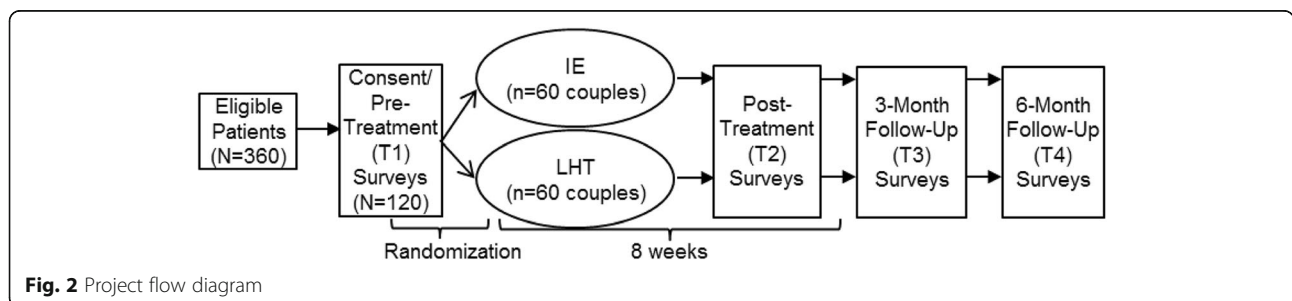 Eligible
Patients
(N=360)
Consent/
Pre-
Treatment
(T1)
Surveys
(N=120)
IE
(n=60 couples)
LHT
(n=60 couples)
Post-
Treatment
(T2)
Surveys
3-Month
Follow-Up
(T3)
Surveys
6-Month
Follow-Up
(T4)
Surveys
Randomization
8 weeks
Fig. 2 Project flow diagram